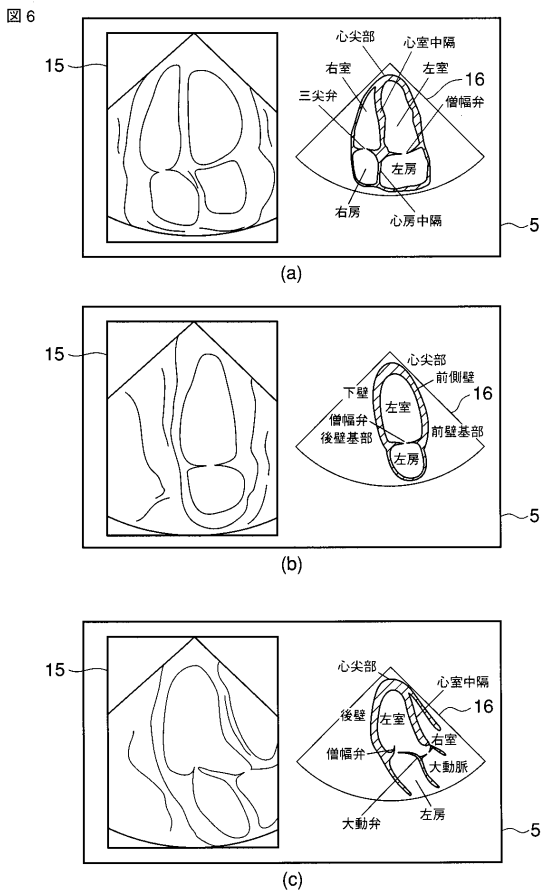 図6
15
心尖部
心室中隔
右室
左室
16
三尖弁
僧幅弁
左房
右房
心房中隔
5
(a)
15
心尖部
前側壁
下壁
16
左室
僧幅弁
後壁基部
前壁基部
左房
5
(b)
15
心尖部
心室中隔
後壁
16
左室
右室
僧幅弁
大動脈
左房
大動弁
5
(c)